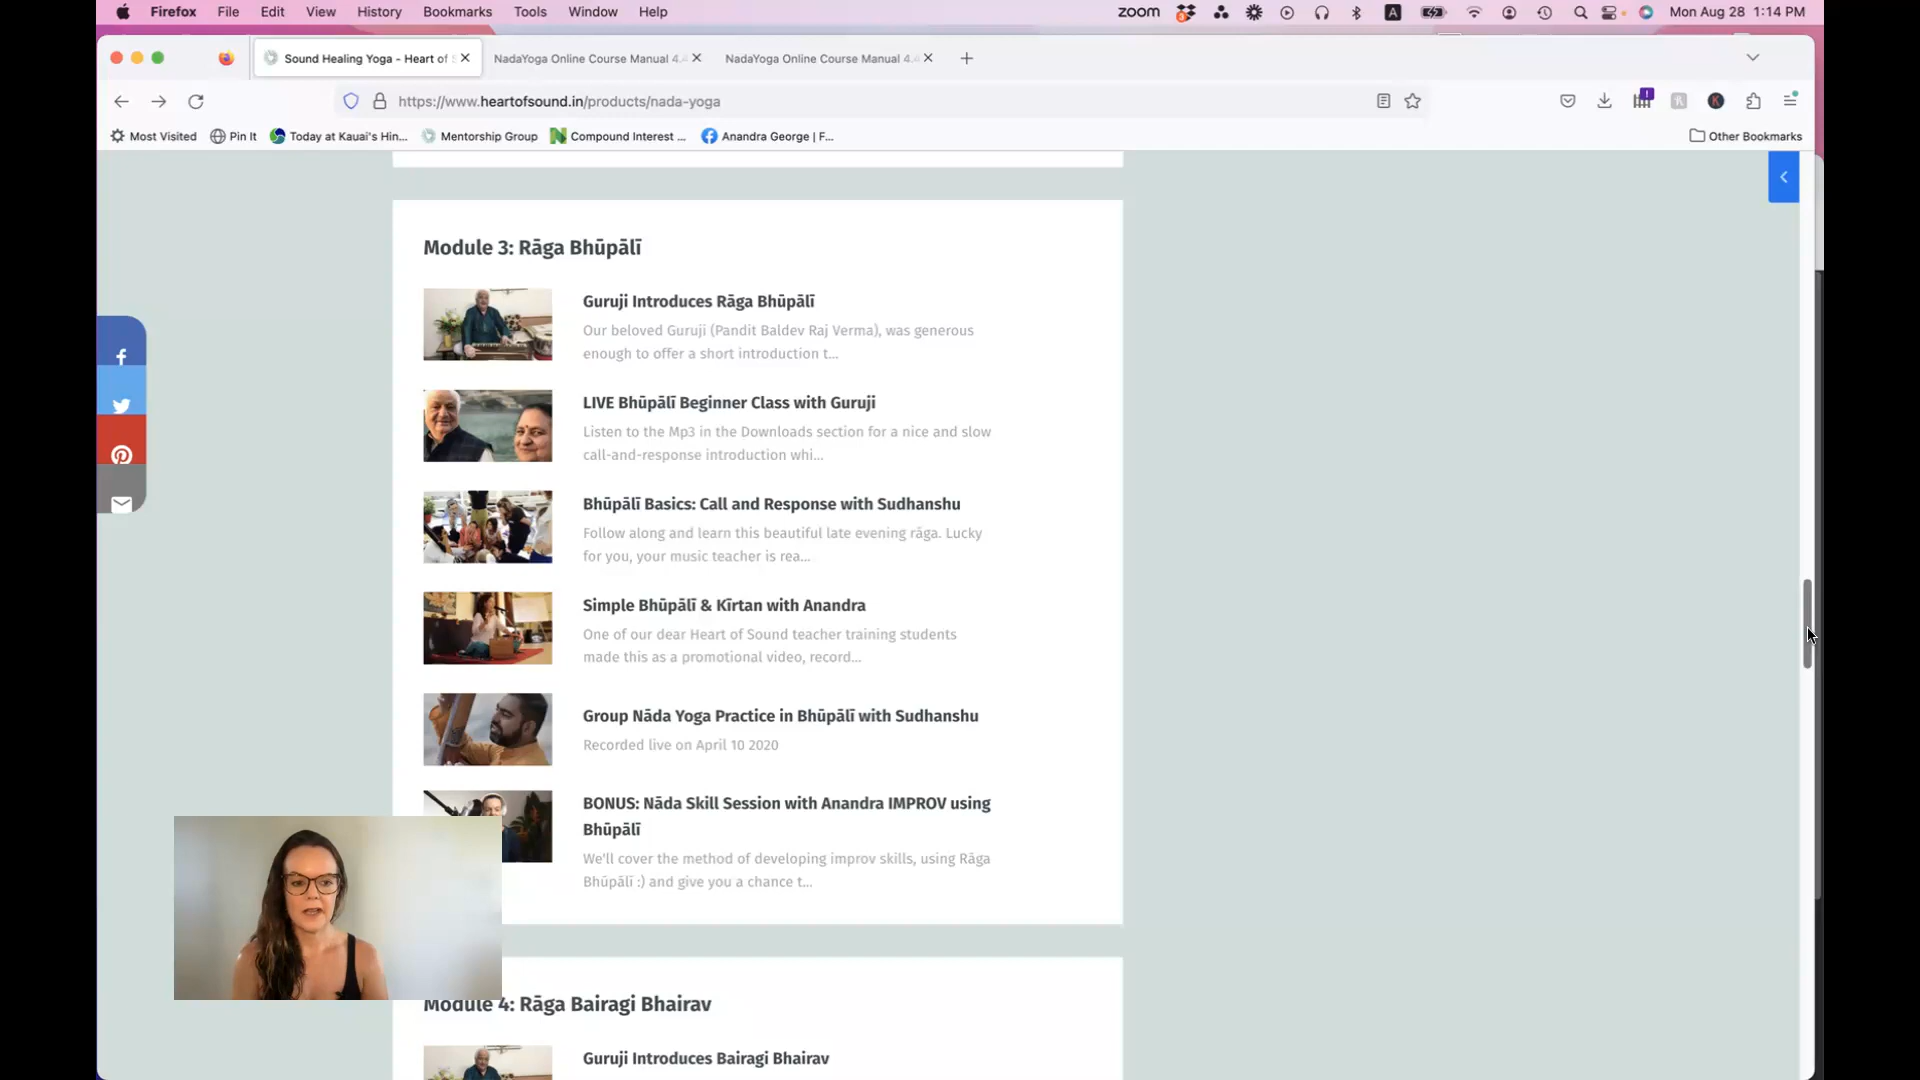 Firefox File Edit View History Bookmarks Tools Window Help zoom 3 A Mon Aug 28 1:14 PM
Sound Healing Yoga - Heart of S NadaYoga Online Course Manual 4.4 NadaYoga Online Course Manual 4.4
https://www.heartofsound.in/products/nada-yoga
Most Visited Pin It Today at Kauai's Hin... Mentorship Group Compound Interest ... Anandra George | F... Other Bookmarks
Module 3: Rāga Bhūpālī
Guruji Introduces Rāga Bhūpālī
Our beloved Guruji (Pandit Baldev Raj Verma), was generous
enough to offer a short introduction t...
LIVE Bhūpālī Beginner Class with Guruji
Listen to the Mp3 in the Downloads section for a nice and slow
call-and-response introduction whi...
Bhūpālī Basics: Call and Response with Sudhanshu
Follow along and learn this beautiful late evening rāga. Lucky
for you, your music teacher is rea...
Simple Bhūpālī & Kīrtan with Anandra
One of our dear Heart of Sound teacher training students
made this as a promotional video, record...
Group Nāda Yoga Practice in Bhūpālī with Sudhanshu
Recorded live on April 10 2020
BONUS: Nāda Skill Session with Anandra IMPROV using
Bhūpālī
We'll cover the method of developing improv skills, using Rāga
Bhūpālī :) and give you a chance t...
Module 4: Rāga Bairagi Bhairav
Guruji Introduces Bairagi Bhairav